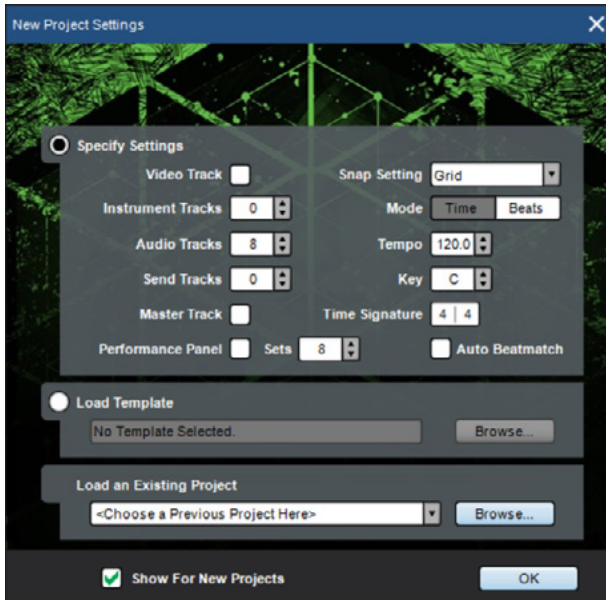 New Project Settings
Specify Settings
Video Track Snap Setting Grid
Instrument Tracks 0 Mode Time Beats
Audio Tracks 8 Tempo 120.0
Send Tracks 0 Key C
Master Track Time Signature 4 | 4
Performance Panel Sets 8 Auto Beatmatch
Load Template
No Template Selected. Browse...
Load an Existing Project
<Choose a Previous Project Here> Browse...
Show For New Projects OK